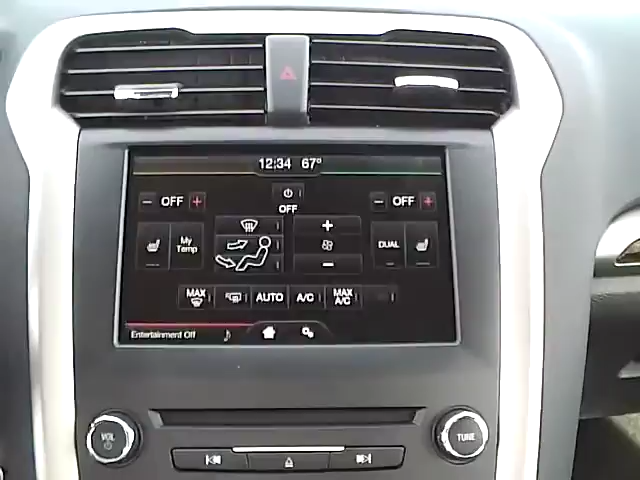 12:34 67°
− OFF +
OFF
− OFF +
My
Temp
+
−
DUAL
MAX
AUTO
A/C
MAX
A/C
Entertainment Off
VOL
TUNE